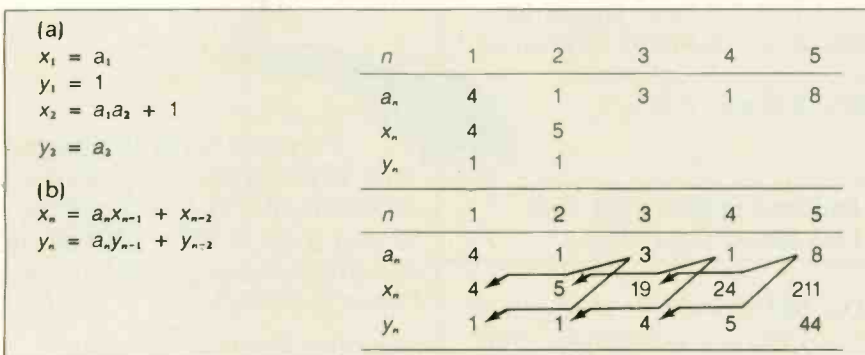 (a)
x₁ = a₁
y₁ = 1
x₂ = a₁a₂ + 1
y₂ = a₂
n 1 2 3 4 5
aₙ 4 1 3 1 8
xₙ 4 5
yₙ 1 1
(b)
xₙ = aₙxₙ₋₁ + xₙ₋₂
yₙ = aₙyₙ₋₁ + yₙ₋₂
n 1 2 3 4 5
aₙ 4 1 3 1 8
xₙ 4 5 19 24 211
yₙ 1 1 4 5 44